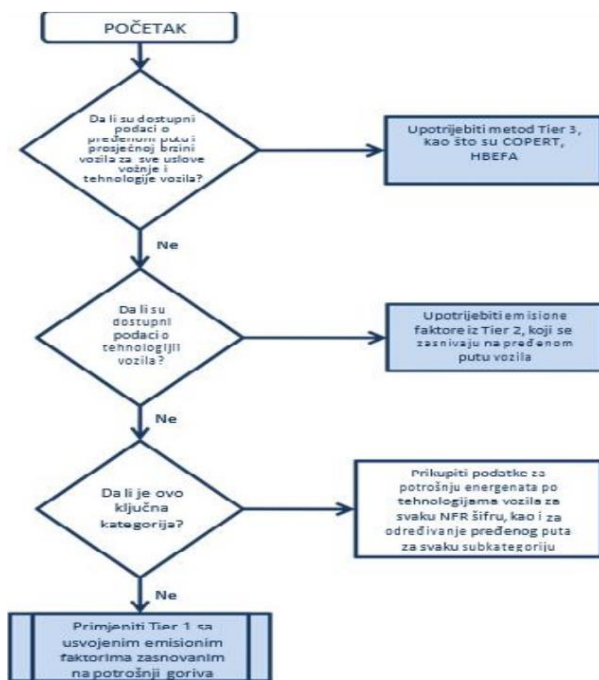 POČETAK
Da li su dostupni
podaci o
pređenom putu i
prosječnoj brzini
vozila za sve uslove
vožnje i
tehnologije vozila?
Upotrijebiti metod Tier 3,
kao što su COPERT,
HBEFA
Ne
Da li su
dostupni
podaci o
tehnologiji
vozila?
Upotrijebiti emisione
faktore iz Tier 2, koji se
zasnivaju na pređenom
putu vozila
Ne
Da li je ovo
ključna
kategorija?
Prikupiti podatke za
potrošnju energenata po
tehnologijama vozila za
svaku NFR šifru, kao i za
određivanje pređenog puta
za svaku subkategoriju
Ne
Primjeniti Tier 1 sa
usvojenim emisionim
faktorima zasnovanim
na potrošnji goriva